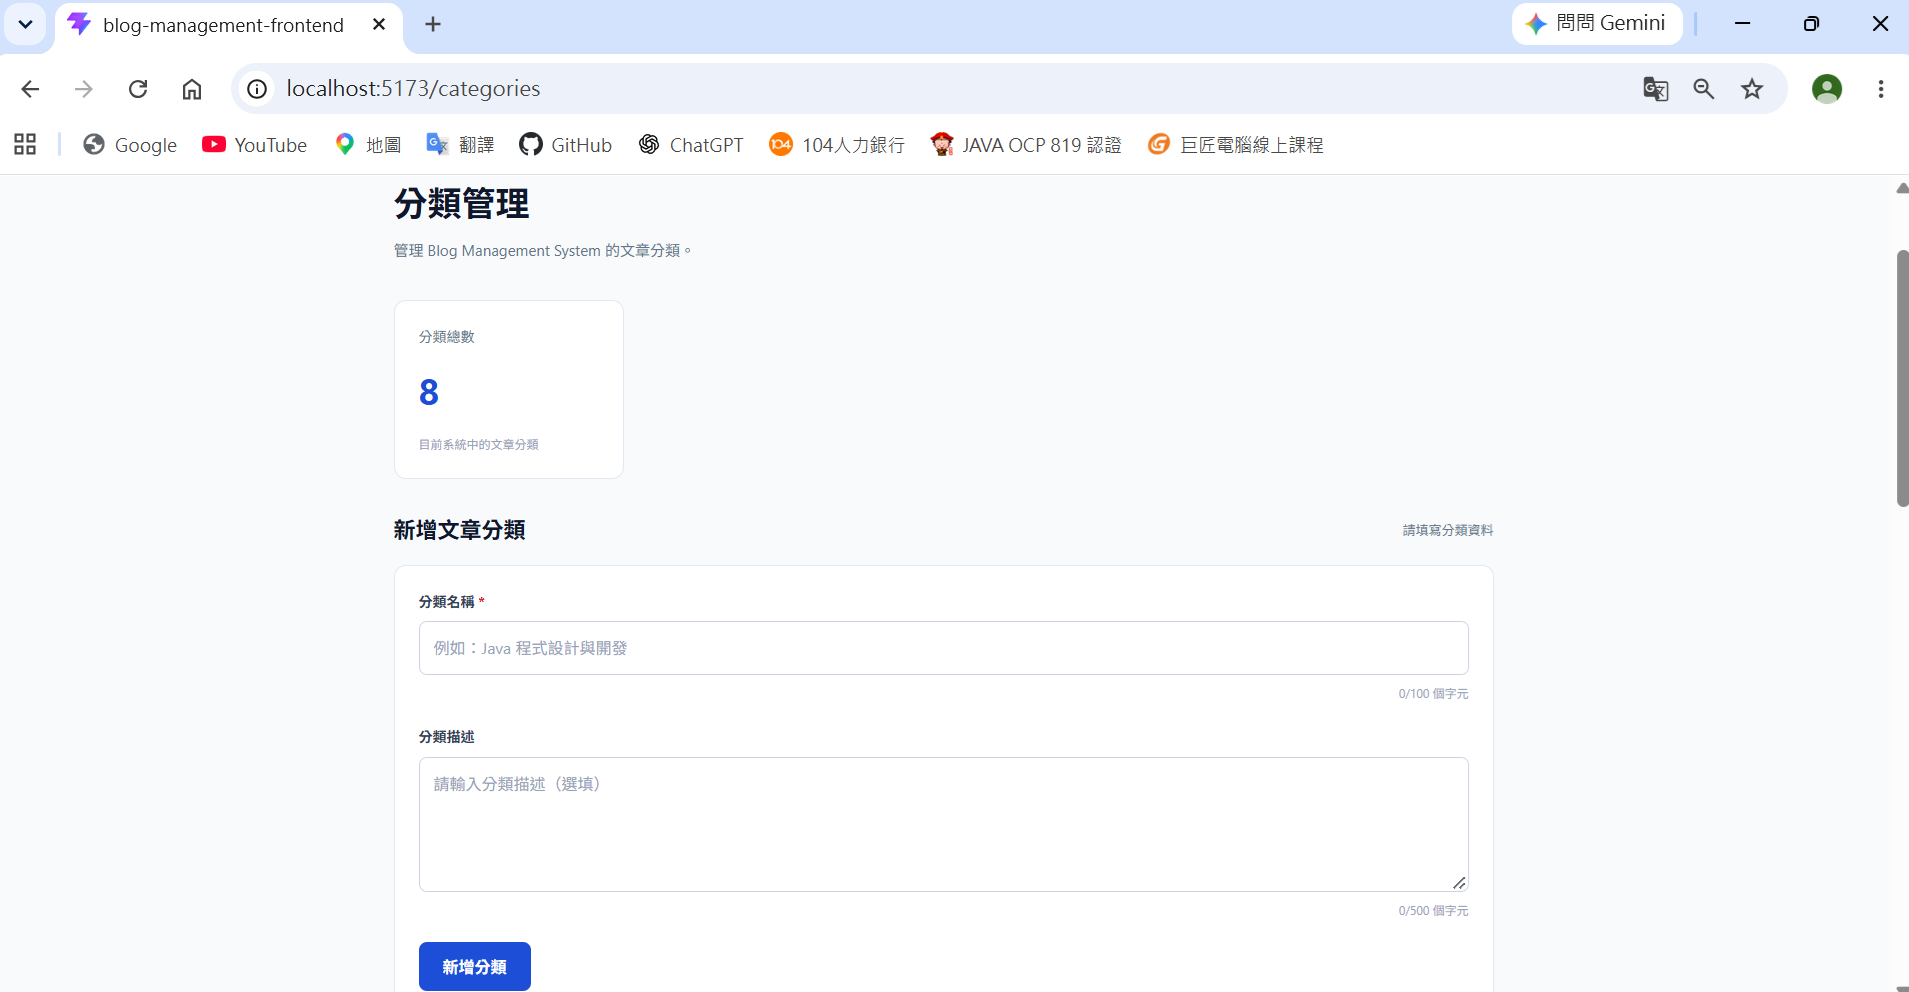 blog-management-frontend
問問 Gemini
localhost:5173/categories
Google YouTube 地圖 翻譯 GitHub ChatGPT 104人力銀行 JAVA OCP 819 認證 巨匠電腦線上課程
分類管理
管理 Blog Management System 的文章分類。
分類總數
8
目前系統中的文章分類
新增文章分類 請填寫分類資料
分類名稱 *
例如：Java 程式設計與開發
0/100 個字元
分類描述
請輸入分類描述（選填）
0/500 個字元
新增分類